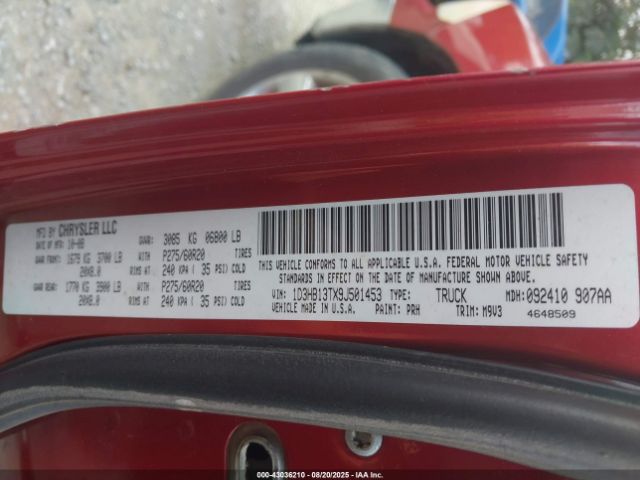 MFD BY CHRYSLER LLC
DATE OF MFR 10-08 GVWR: 3085 KG 06800 LB
GAWR FRONT: 1679 KG 3700 LB WITH P275/60R20 TIRES
20X8.0 RIMS AT 240 KPA ( 35 PSI) COLD
GAWR REAR: 1770 KG 3900 LB WITH P275/60R20 TIRES
20X8.0 RIMS AT 240 KPA ( 35 PSI) COLD
THIS VEHICLE CONFORMS TO ALL APPLICABLE U.S.A. FEDERAL MOTOR VEHICLE SAFETY
STANDARDS IN EFFECT ON THE DATE OF MANUFACTURE SHOWN ABOVE.
VIN: 1D3HB13TX9J501453 TYPE: TRUCK MDH: 092410 907AA
VEHICLE MADE IN U.S.A. PAINT: PRH TRIM: M9V3 4648509
000-43036210 - 08/20/2025 - IAAI.COM